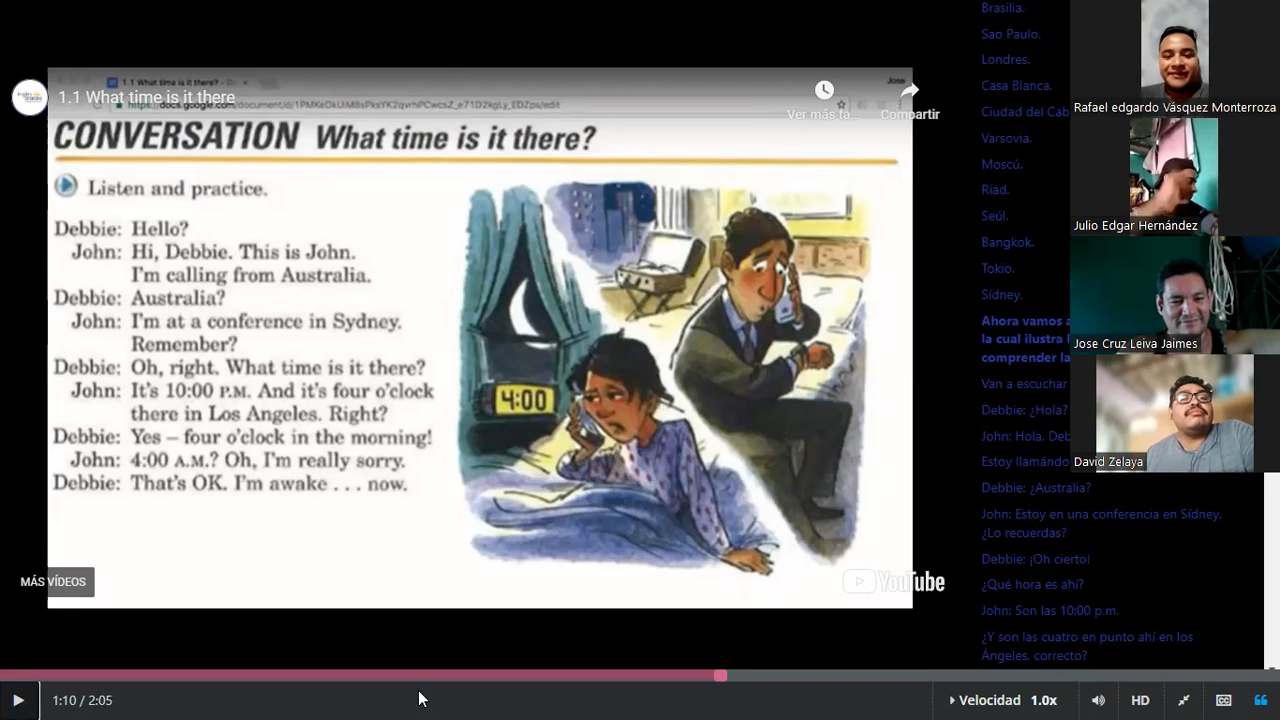 1.1 What time is it there
Jose
Ver más ta...
Compartir
CONVERSATION What time is it there?
Listen and practice.
Debbie: Hello?
John: Hi, Debbie. This is John.
I'm calling from Australia.
Debbie: Australia?
John: I'm at a conference in Sydney.
Remember?
Debbie: Oh, right. What time is it there?
John: It's 10:00 P.M. And it's four o'clock
there in Los Angeles. Right?
Debbie: Yes – four o'clock in the morning!
John: 4:00 A.M.? Oh, I'm really sorry.
Debbie: That's OK. I'm awake . . . now.
4:00
MÁS VÍDEOS
YouTube
Brasilia.
Sao Paulo.
Londres.
Casa Blanca.
Ciudad del Cab
Varsovia.
Moscú.
Riad.
Seúl.
Bangkok.
Tokio.
Sídney.
Ahora vamos a
la cual ilustra l
comprender la
Van a escuchar
Debbie: ¿Hola?
John: Hola. Deb
Estoy llamándo
Debbie: ¿Australia?
John: Estoy en una conferencia en Sídney.
¿Lo recuerdas?
Debbie: ¡Oh cierto!
¿Qué hora es ahí?
John: Son las 10:00 p.m.
¿Y son las cuatro en punto ahí en los
Ángeles. correcto?
Rafael edgardo Vásquez Monterroza
Julio Edgar Hernández
Jose Cruz Leiva Jaimes
David Zelaya
1:10 / 2:05
Velocidad 1.0x
HD